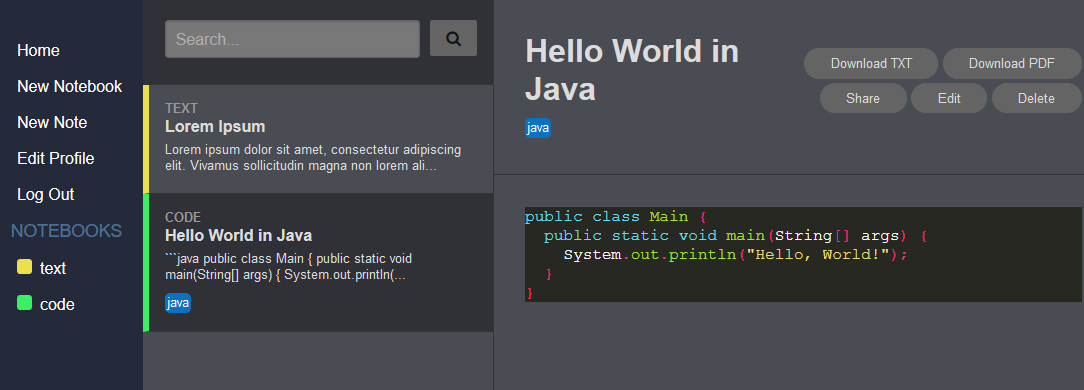 Home
New Notebook
New Note
Edit Profile
Log Out
NOTEBOOKS
text
code
Search...
TEXT
Lorem Ipsum
Lorem ipsum dolor sit amet, consectetur adipiscing
elit. Vivamus sollicitudin magna non lorem ali...
CODE
Hello World in Java
```java public class Main { public static void
main(String[] args) { System.out.println(...
java
Hello World in
Java
java
Download TXT
Download PDF
Share
Edit
Delete
public class Main {
  public static void main(String[] args) {
    System.out.println("Hello, World!");
  }
}